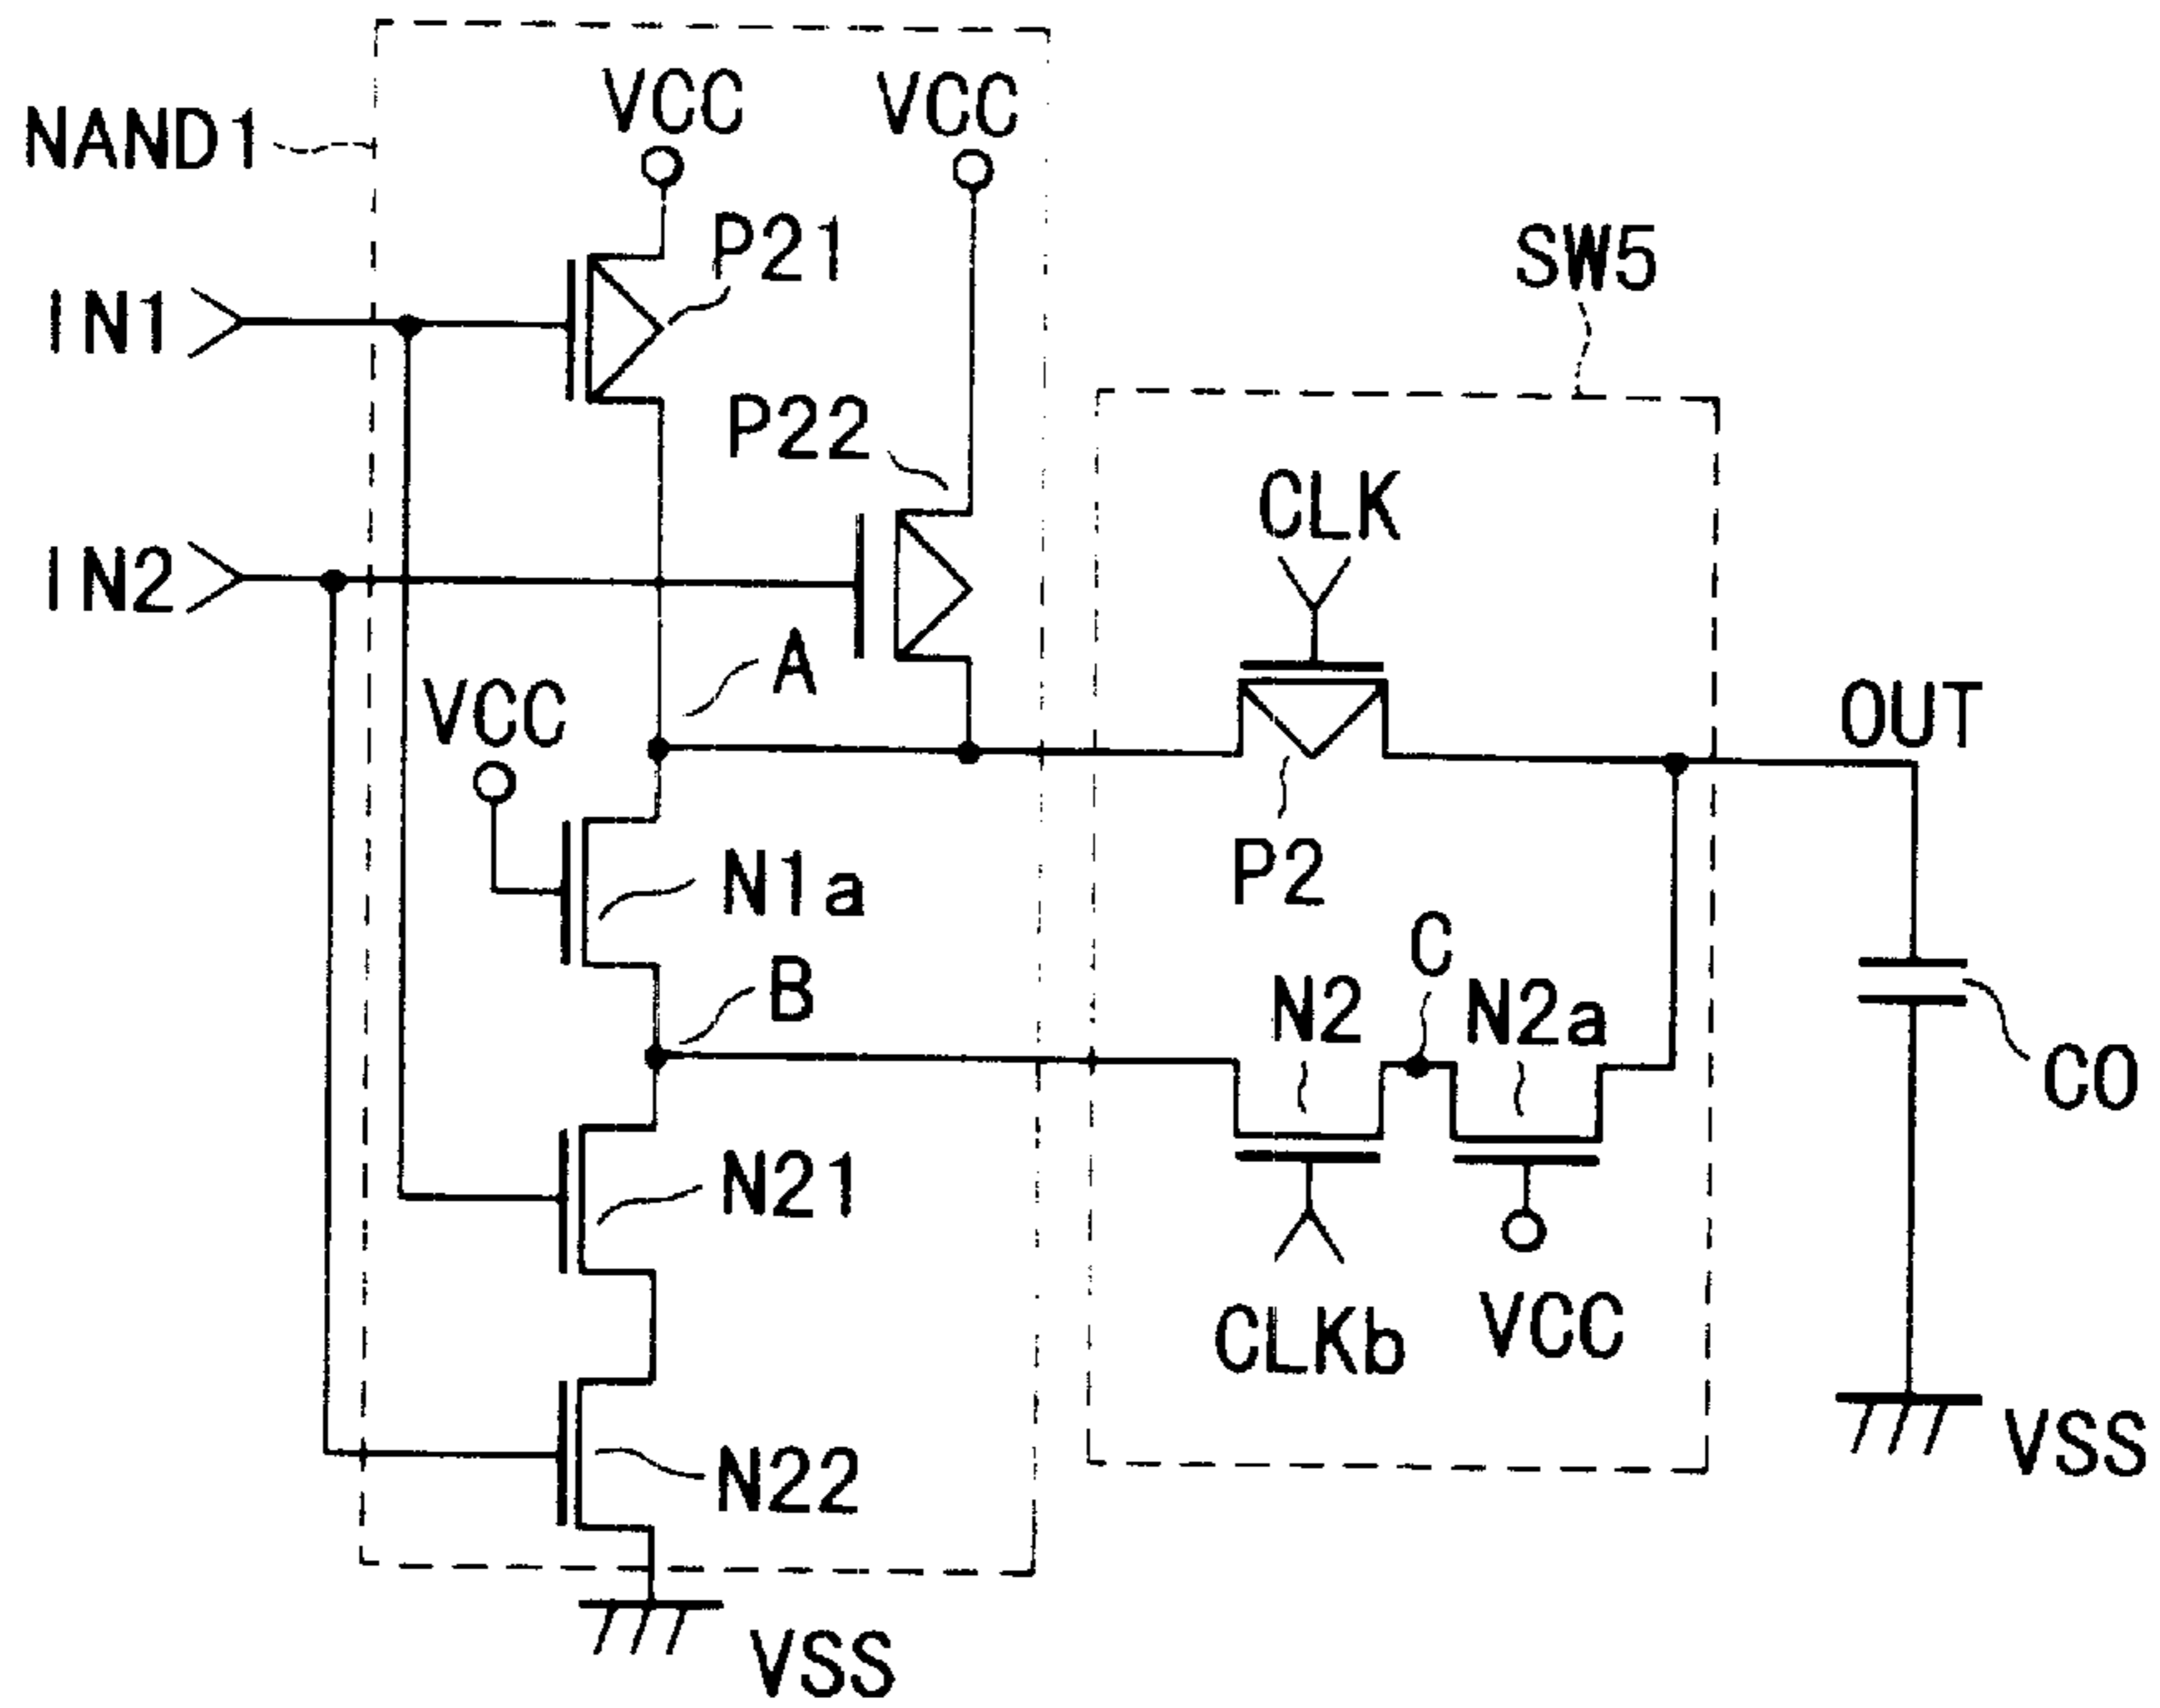 VCC
VCC
NAND1
P21
SW5
IN1
P22
CLK
IN2
A
VCC
OUT
P2
N1a
C
B
N2
N2a
C0
N21
CLKb
VCC
VSS
N22
VSS